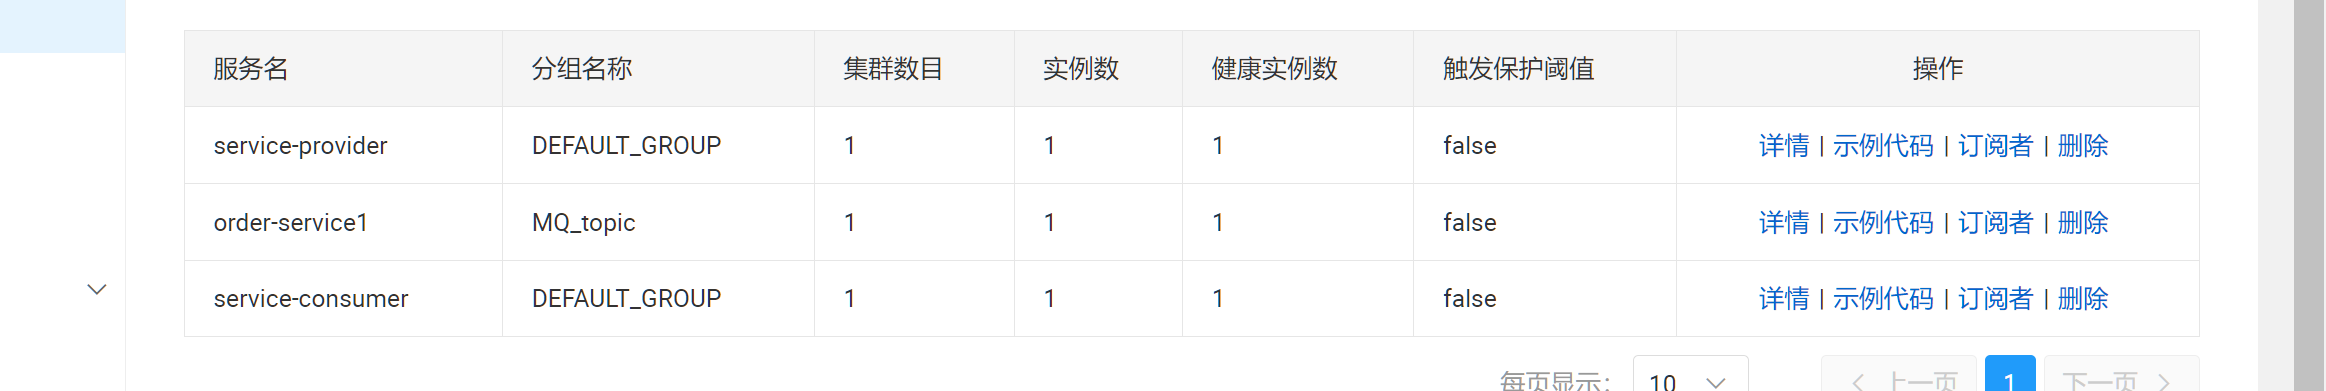 服务名 分组名称 集群数目 实例数 健康实例数 触发保护阈值 操作
service-provider DEFAULT_GROUP 1 1 1 false 详情 | 示例代码 | 订阅者 | 删除
order-service1 MQ_topic 1 1 1 false 详情 | 示例代码 | 订阅者 | 删除
service-consumer DEFAULT_GROUP 1 1 1 false 详情 | 示例代码 | 订阅者 | 删除
每页显示: 10 上一页 1 下一页